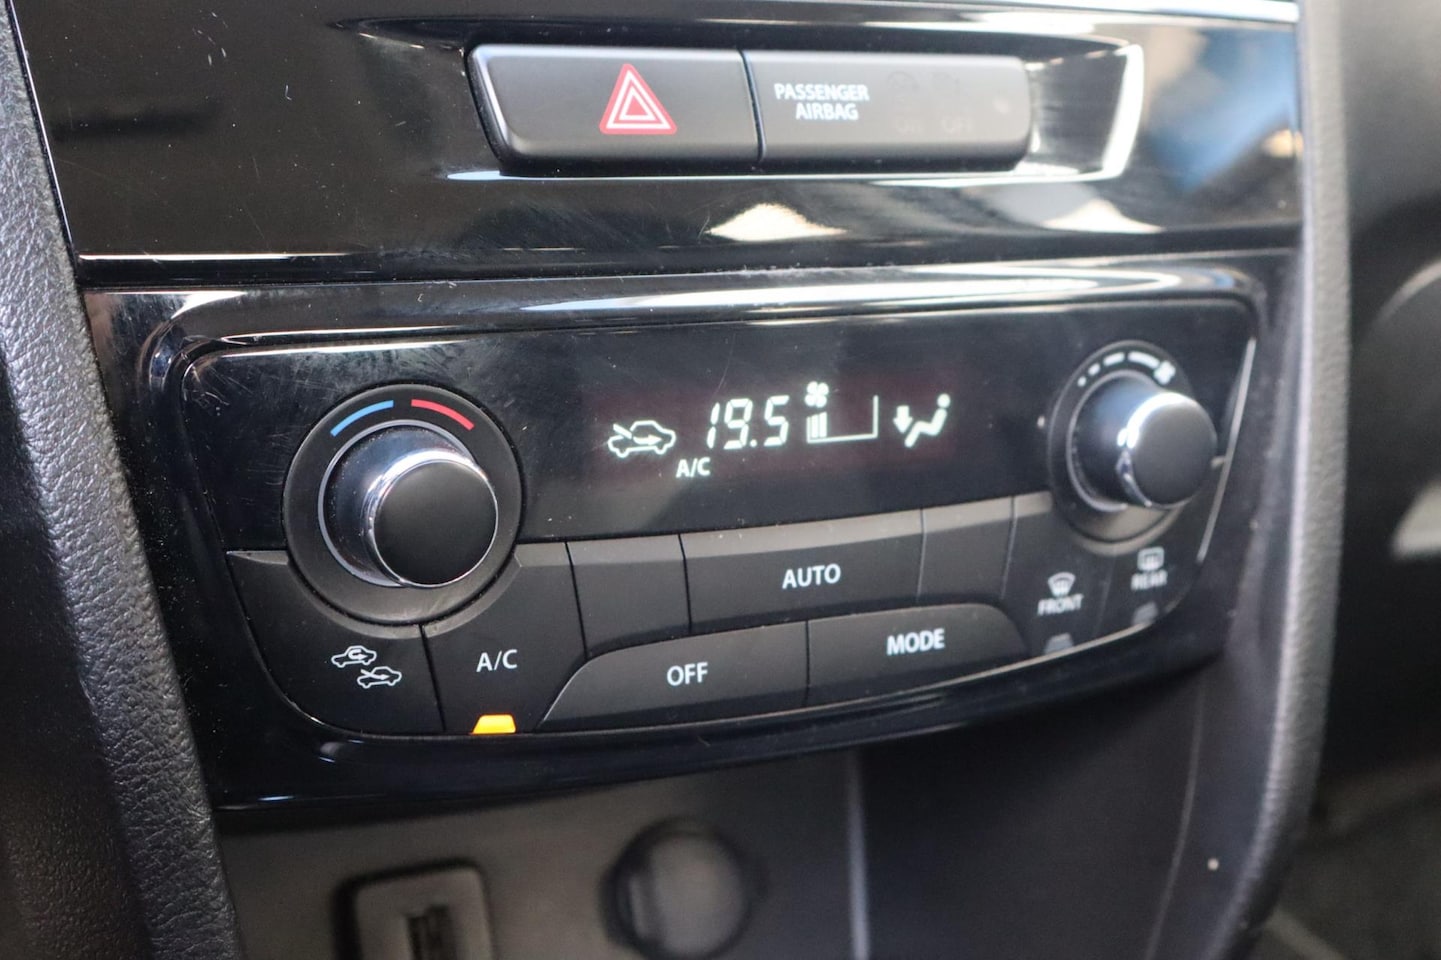 PASSENGER
AIRBAG
19.5
A/C
AUTO
FRONT
REAR
A/C
OFF
MODE